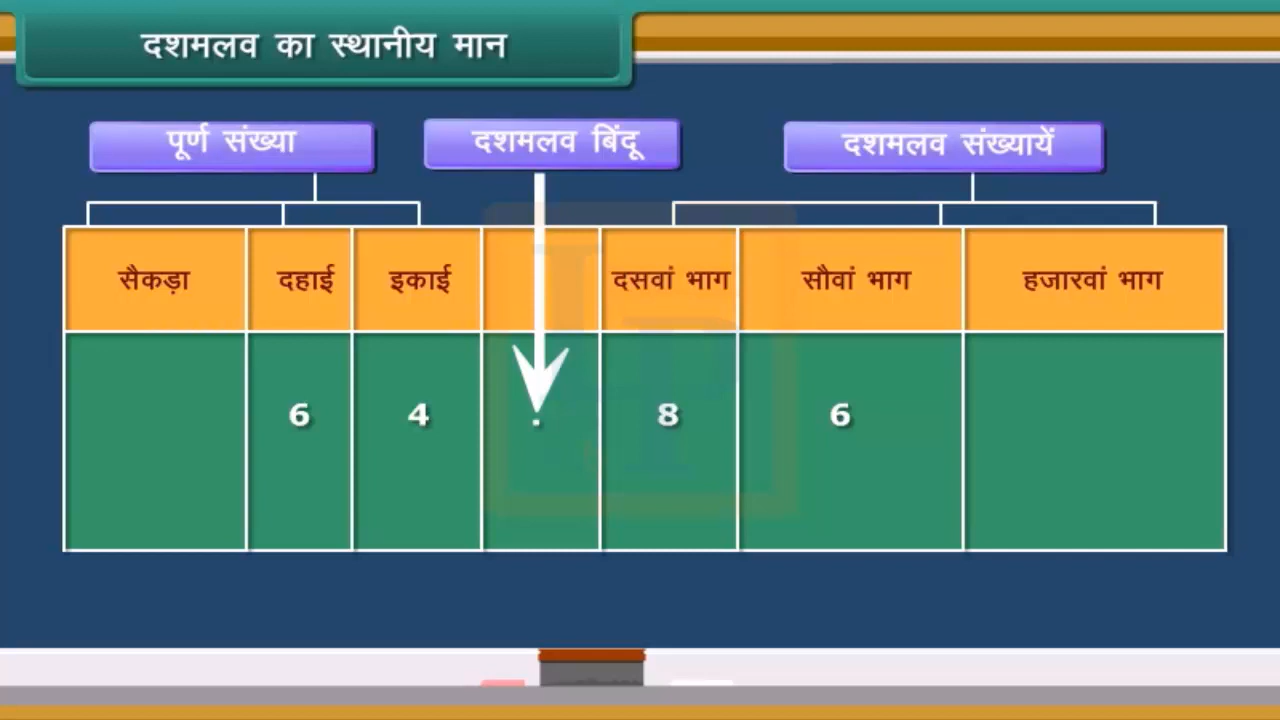 दशमलव का स्थानीय मान
पूर्ण संख्या दशमलव बिंदू दशमलव संख्यायें
सैकड़ा दहाई इकाई दसवां भाग सौवां भाग हजारवां भाग
6 4 . 8 6